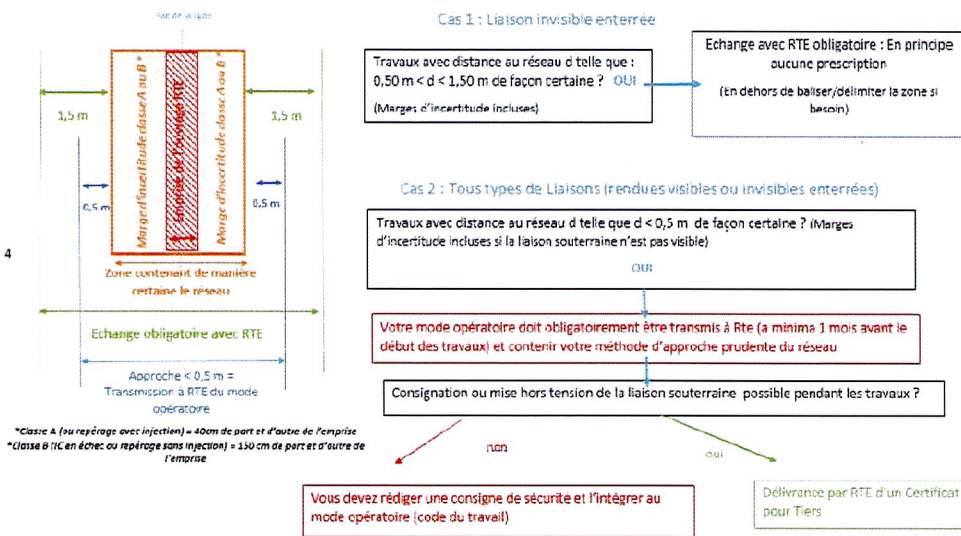 Axe de
Marge d'incertitude classe A ou B *
Emprise de l'ouvrage RTE
Marge d'incertitude classe A ou B *
1,5 m
1,5 m
0,5 m
0,5 m
4
Zone contenant de manière
certaine le réseau
Echange obligatoire avec RTE
Approche < 0,5 m =
Transmission à RTE du mode
opératoire
*Classe A (ou repérage avec injection) = 40cm de part et d'autre de l'emprise
*Classe B (IC en échec ou repérage sans injection) = 150 cm de part et d'autre de
l'emprise
Cas 1 : Liaison invisible enterrée
Travaux avec distance au réseau d telle que :
0,50 m < d < 1,50 m de façon certaine ? OUI
(Marges d'incertitude incluses)
Echange avec RTE obligatoire : En principe
aucune prescription
(En dehors de baliser/délimiter la zone si
besoin)
Cas 2 : Tous types de Liaisons (rendues visibles ou invisibles enterrées)
Travaux avec distance au réseau d telle que d < 0,5 m de façon certaine ? (Marges
d'incertitude incluses si la liaison souterraine n'est pas visible)
OUI
Votre mode opératoire doit obligatoirement être transmis à Rte (a minima 1 mois avant le
début des travaux) et contenir votre méthode d'approche prudente du réseau
Consignation ou mise hors tension de la liaison souterraine possible pendant les travaux ?
non
oui
Vous devez rédiger une consigne de sécurité et l'intégrer au
mode opératoire (code du travail)
Délivrance par RTE d'un Certificat
pour Tiers